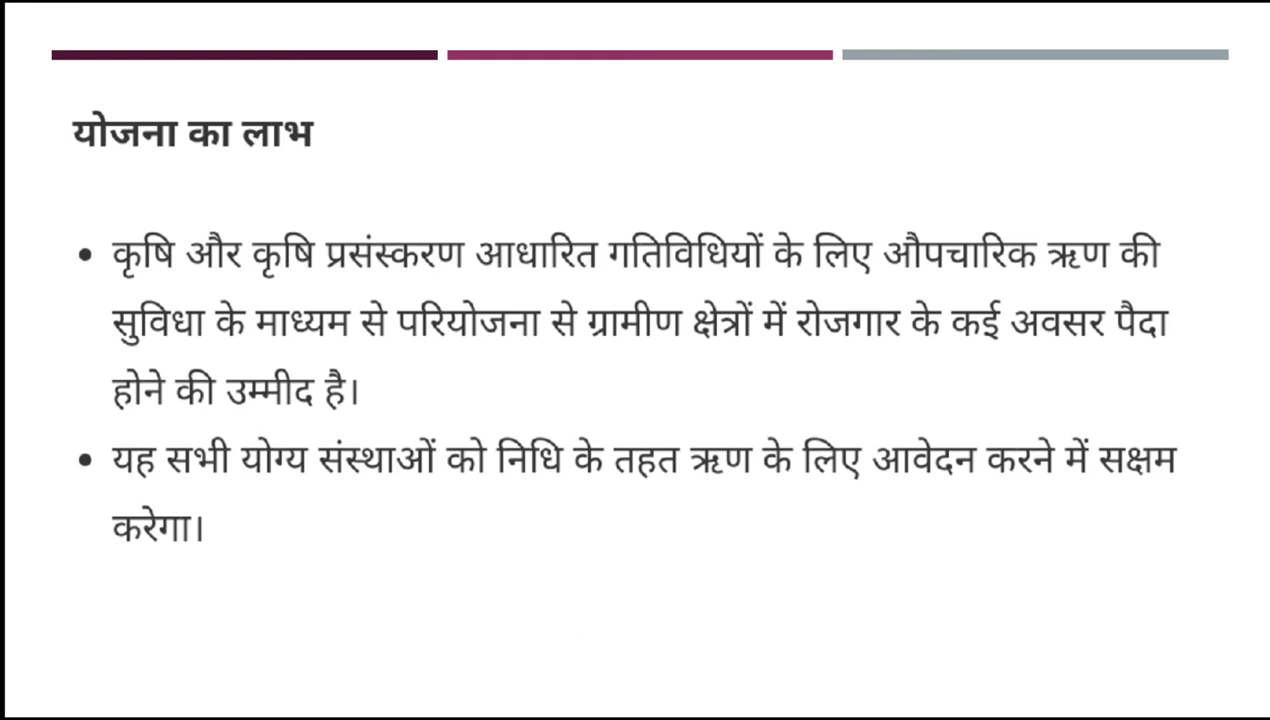 योजना का लाभ
• कृषि और कृषि प्रसंस्करण आधारित गतिविधियों के लिए औपचारिक ऋण की
सुविधा के माध्यम से परियोजना से ग्रामीण क्षेत्रों में रोजगार के कई अवसर पैदा
होने की उम्मीद है।
• यह सभी योग्य संस्थाओं को निधि के तहत ऋण के लिए आवेदन करने में सक्षम
करेगा।